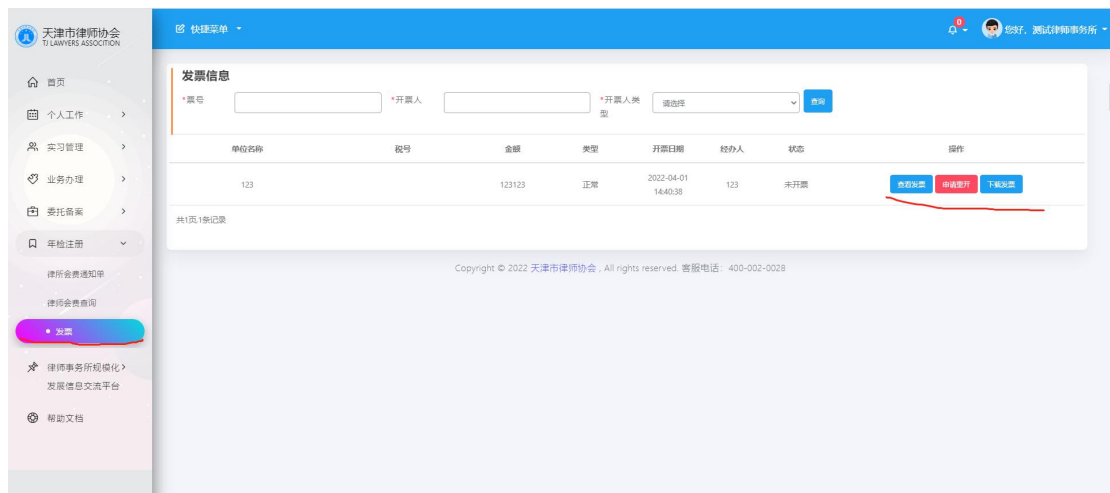 天津市律师协会
TJ LAWYERS ASSOCITION
快捷菜单
0
您好，测试律师事务所
首页
个人工作
实习管理
业务办理
委托备案
年检注册
律所会费通知单
律师会费查询
发票
律师事务所规模化
发展信息交流平台
帮助文档
发票信息
*票号
*开票人
*开票人类
型
请选择
查询
单位名称 税号 金额 类型 开票日期 经办人 状态 操作
123 123123 正常 2022-04-01 123 未开票 查看发票 申请重开 下载发票
14:40:38
共1页,1条记录
Copyright © 2022 天津市律师协会 , All rights reserved. 客服电话：400-002-0028